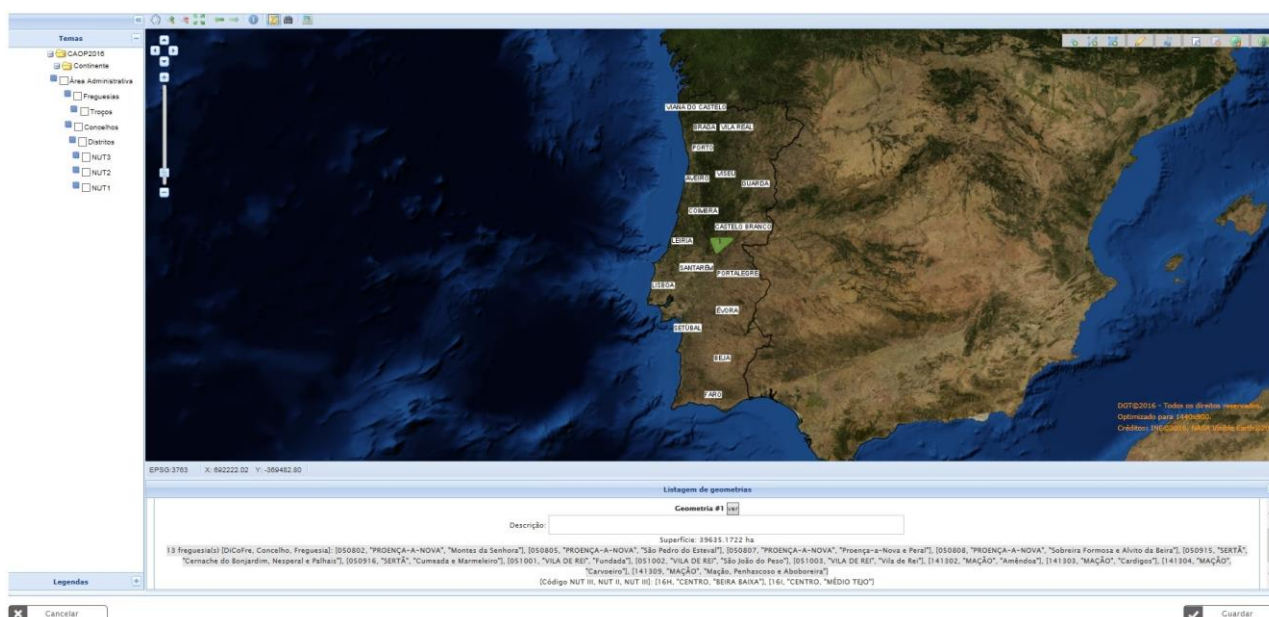 Temas
CAOP2016
Continente
Área Administrativa
Freguesias
Troços
Concelhos
Distritos
NUT3
NUT2
NUT1
VIANA DO CASTELO
BRAGA
VILA REAL
PORTO
AVEIRO
VISEU
GUARDA
COIMBRA
CASTELO BRANCO
LEIRIA
SANTARÉM
PORTALEGRE
LISBOA
ÉVORA
SETÚBAL
BEJA
FARO
DGT©2016 - Todos os direitos reservados.
Optimizado para 1440x900.
Créditos: NASA Visible Earth
EPSG:3763 X: 692222.02 Y: -369482.80
Listagem de geometrias
Geometria #1 ver
Descrição:
Superfície: 39635.1722 ha
13 freguesia(s) [DiCoFre, Concelho, Freguesia]: [050802, "PROENÇA-A-NOVA", "Montes da Senhora"], [050805, "PROENÇA-A-NOVA", "São Pedro do Esteval"], [050807, "PROENÇA-A-NOVA", "Proença-a-Nova e Peral"], [050808, "PROENÇA-A-NOVA", "Sobreira Formosa e Alvito da Beira"], [050915, "SERTÃ",
"Cernache do Bonjardim, Nesperal e Palhais"], [050916, "SERTÃ", "Cumeada e Marmeleiro"], [051001, "VILA DE REI", "Fundada"], [051002, "VILA DE REI", "São João do Peso"], [051003, "VILA DE REI", "Vila de Rei"], [141302, "MAÇÃO", "Amêndoa"], [141303, "MAÇÃO", "Cardigos"], [141304, "MAÇÃO",
"Carvoeiro"], [141309, "MAÇÃO", "Mação, Penhascoso e Aboboreira"]
[Código NUT III, NUT II, NUT III]: [16H, "CENTRO, "BEIRA BAIXA"], [16I, "CENTRO, "MÉDIO TEJO"]
Legendas
Cancelar
Guardar